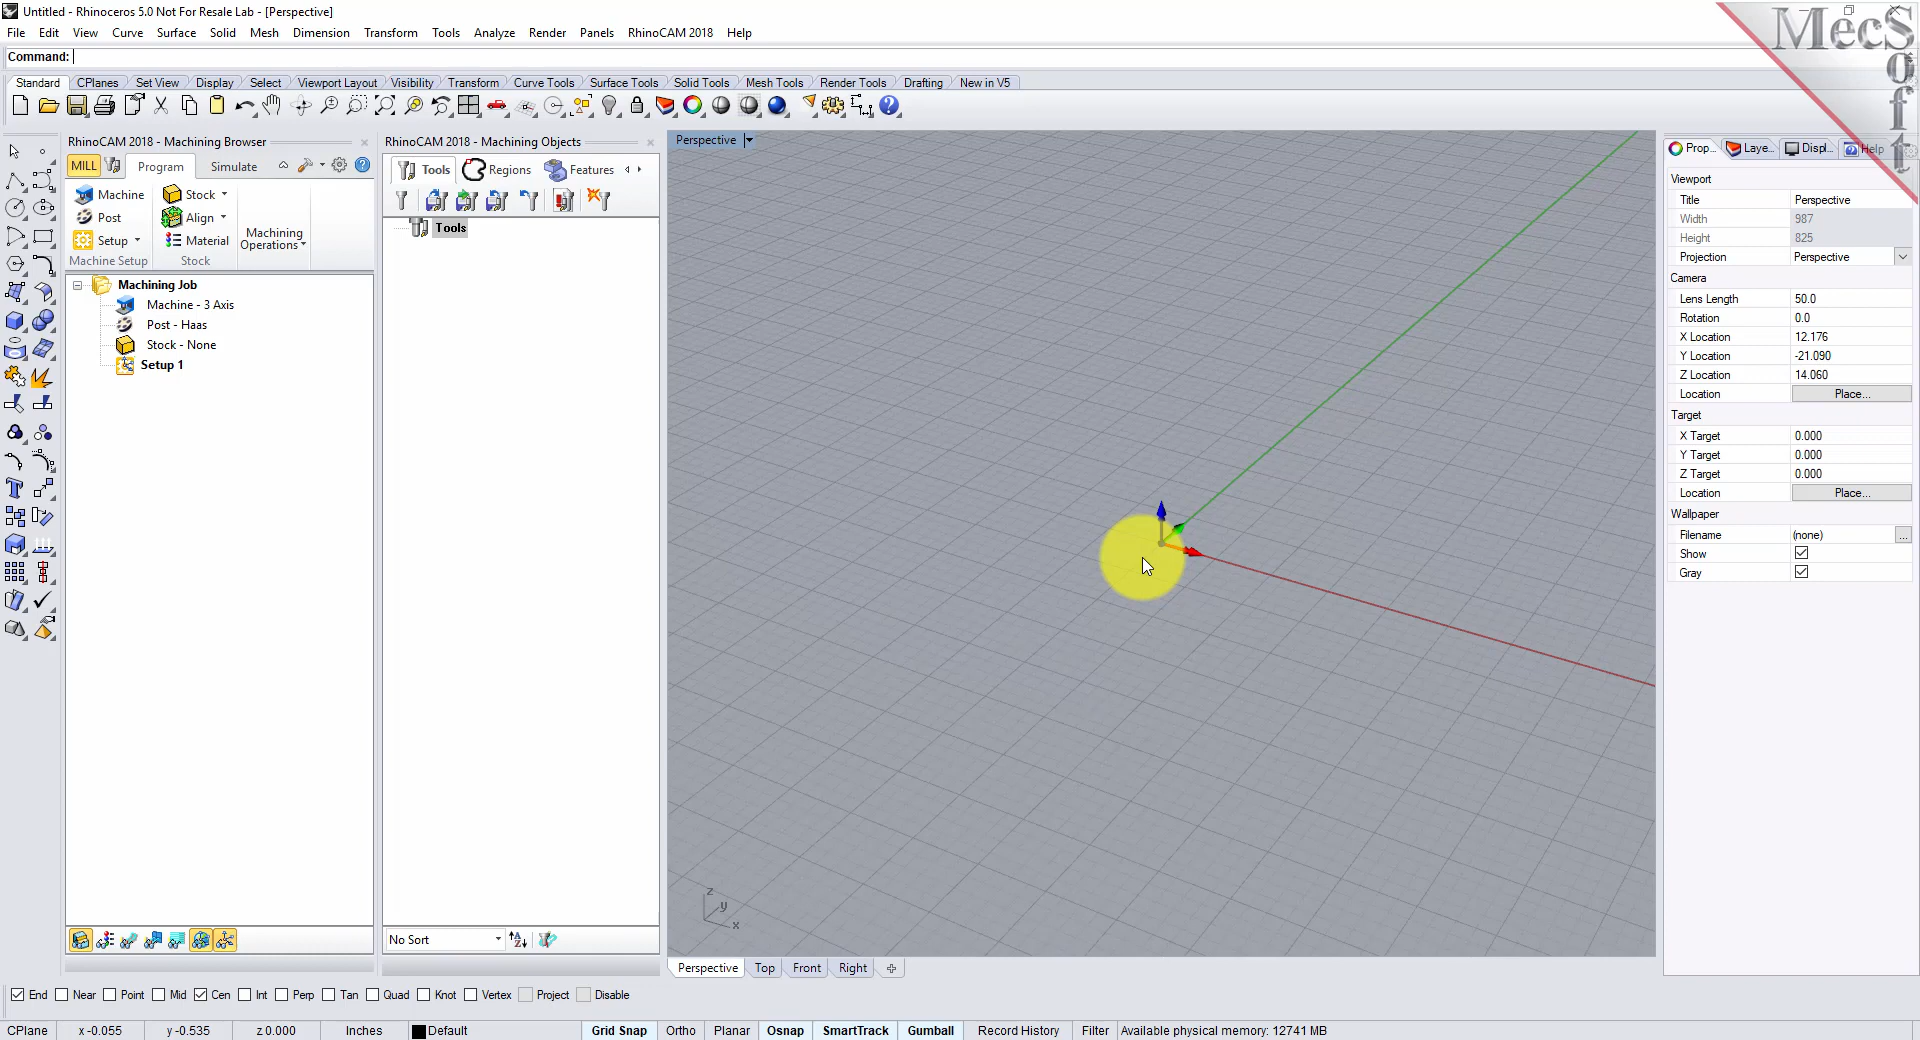 Untitled - Rhinoceros 5.0 Not For Resale Lab - [Perspective]
File Edit View Curve Surface Solid Mesh Dimension Transform Tools Analyze Render Panels RhinoCAM 2018 Help
Command:
Standard CPlanes Set View Display Select Viewport Layout Visibility Transform Curve Tools Surface Tools Solid Tools Mesh Tools Render Tools Drafting New in V5
MecSoft
RhinoCAM 2018 - Machining Browser
MILL Program Simulate
Machine Stock
Post Align
Setup Material
Machining Operations
Machine Setup Stock
Machining Job
Machine - 3 Axis
Post - Haas
Stock - None
Setup 1
RhinoCAM 2018 - Machining Objects
Tools Regions Features
Tools
No Sort
Perspective
z
y
x
Perspective Top Front Right
Prop... Laye... Displ... Help
Viewport
Title Perspective
Width 987
Height 825
Projection Perspective
Camera
Lens Length 50.0
Rotation 0.0
X Location 12.176
Y Location -21.090
Z Location 14.060
Location Place...
Target
X Target 0.000
Y Target 0.000
Z Target 0.000
Location Place...
Wallpaper
Filename (none) ...
Show
Gray
End Near Point Mid Cen Int Perp Tan Quad Knot Vertex Project Disable
CPlane x -0.055 y -0.535 z 0.000 Inches Default Grid Snap Ortho Planar Osnap SmartTrack Gumball Record History Filter Available physical memory: 12741 MB